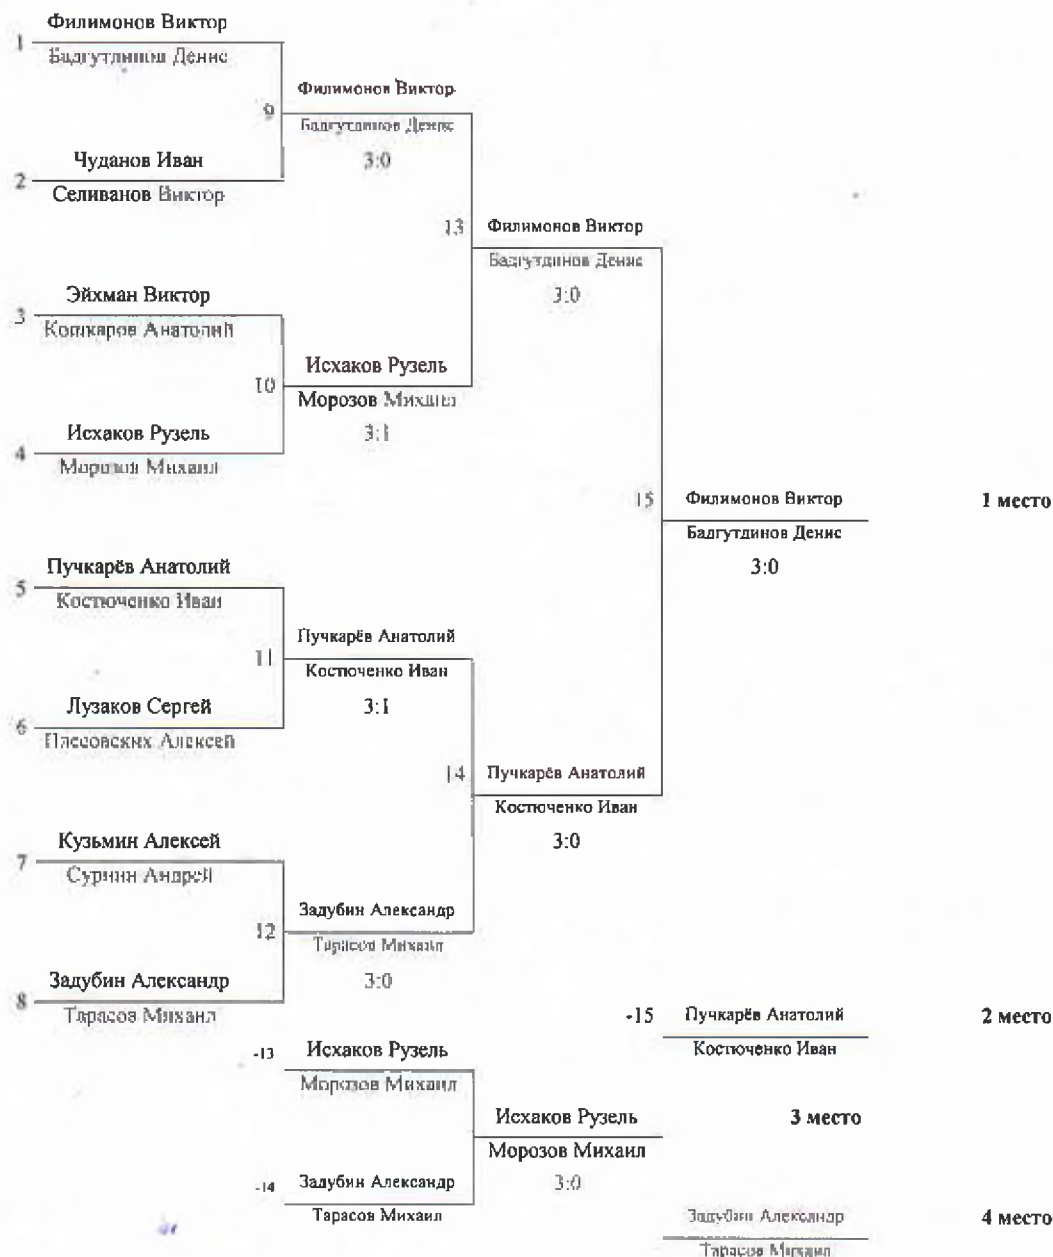 Филимонов Виктор
1
Бадгутдинов Денис
Филимонов Виктор
9
Бадгутдинов Денис
Чуданов Иван
3:0
2
Селиванов Виктор
13
Филимонов Виктор
Бадгутдинов Денис
Эйхман Виктор
3:0
3
Кошкаров Анатолий
Исхаков Рузель
10
Морозов Михаил
Исхаков Рузель
3:1
4
Морозов Михаил
15
Филимонов Виктор
1 место
Бадгутдинов Денис
Пучкарёв Анатолий
3:0
5
Костюченко Иван
Пучкарёв Анатолий
11
Костюченко Иван
Лузаков Сергей
3:1
6
Плесовских Алексей
14
Пучкарёв Анатолий
Костюченко Иван
Кузьмин Алексей
3:0
7
Сурнин Андрей
Задубин Александр
12
Тарасов Михаил
Задубин Александр
3:0
8
Тарасов Михаил
-15
Пучкарёв Анатолий
2 место
Костюченко Иван
-13
Исхаков Рузель
Морозов Михаил
Исхаков Рузель
3 место
Морозов Михаил
-14
Задубин Александр
3:0
Тарасов Михаил
Задубин Александр
4 место
Тарасов Михаил